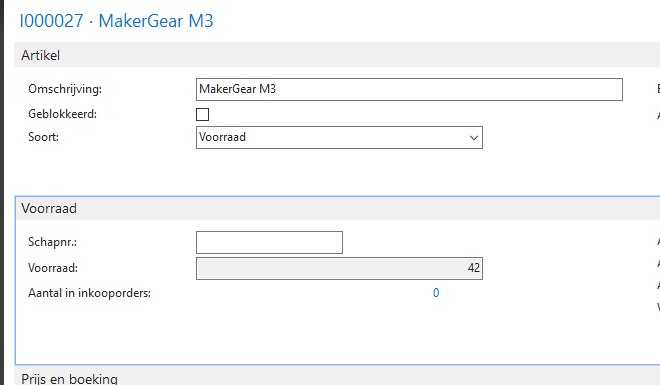 I000027 · MakerGear M3
Artikel
Omschrijving: MakerGear M3
Geblokkeerd:
Soort: Voorraad
Voorraad
Schapnr.:
Voorraad: 42
Aantal in inkooporders: 0
Prijs en boeking